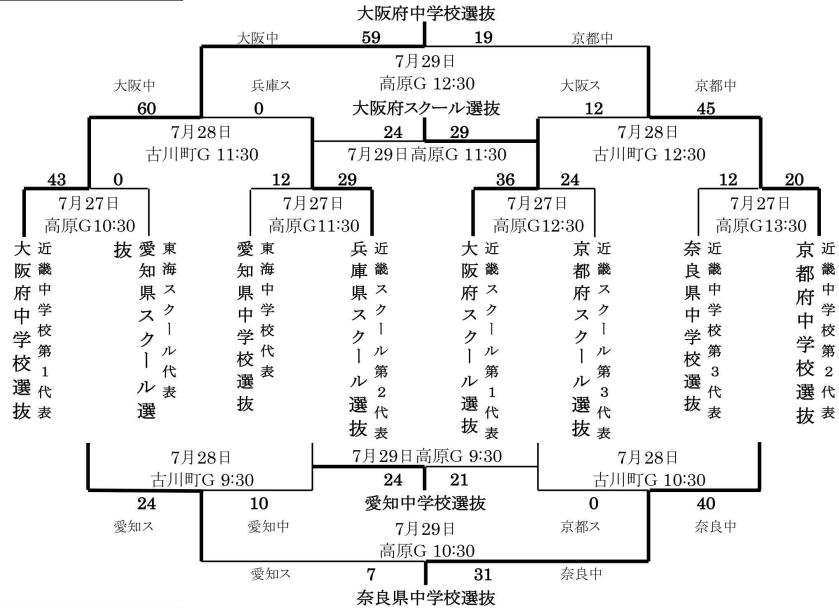 大阪府中学校選抜
大阪中 59 19 京都中
7月29日
高原G 12:30
大阪中 兵庫ス 大阪ス 京都中
60 0 大阪府スクール選抜 12 45
7月28日 24 29 7月28日
古川町G 11:30 7月29日高原G 11:30 古川町G 12:30
43 0 12 29 36 24 12 20
7月27日 7月27日 7月27日 7月27日
高原G10:30 高原G11:30 高原G12:30 高原G13:30
近畿中学校第1代表
大阪府中学校選抜
東海スクール代表
愛知県スクール選
抜
東海中学校代表
愛知県中学校選抜
近畿スクール第2代表
兵庫県スクール選抜
近畿スクール第1代表
大阪府スクール選抜
近畿スクール第3代表
京都府スクール選抜
近畿中学校第3代表
奈良県中学校選抜
近畿中学校第2代表
京都府中学校選抜
7月28日 7月29日高原G 9:30 7月28日
古川町G 9:30 24 21 古川町G 10:30
24 10 愛知中学校選抜 0 40
愛知ス 愛知中 京都ス 奈良中
7月29日
高原G 10:30
愛知ス 7 31 奈良中
奈良県中学校選抜